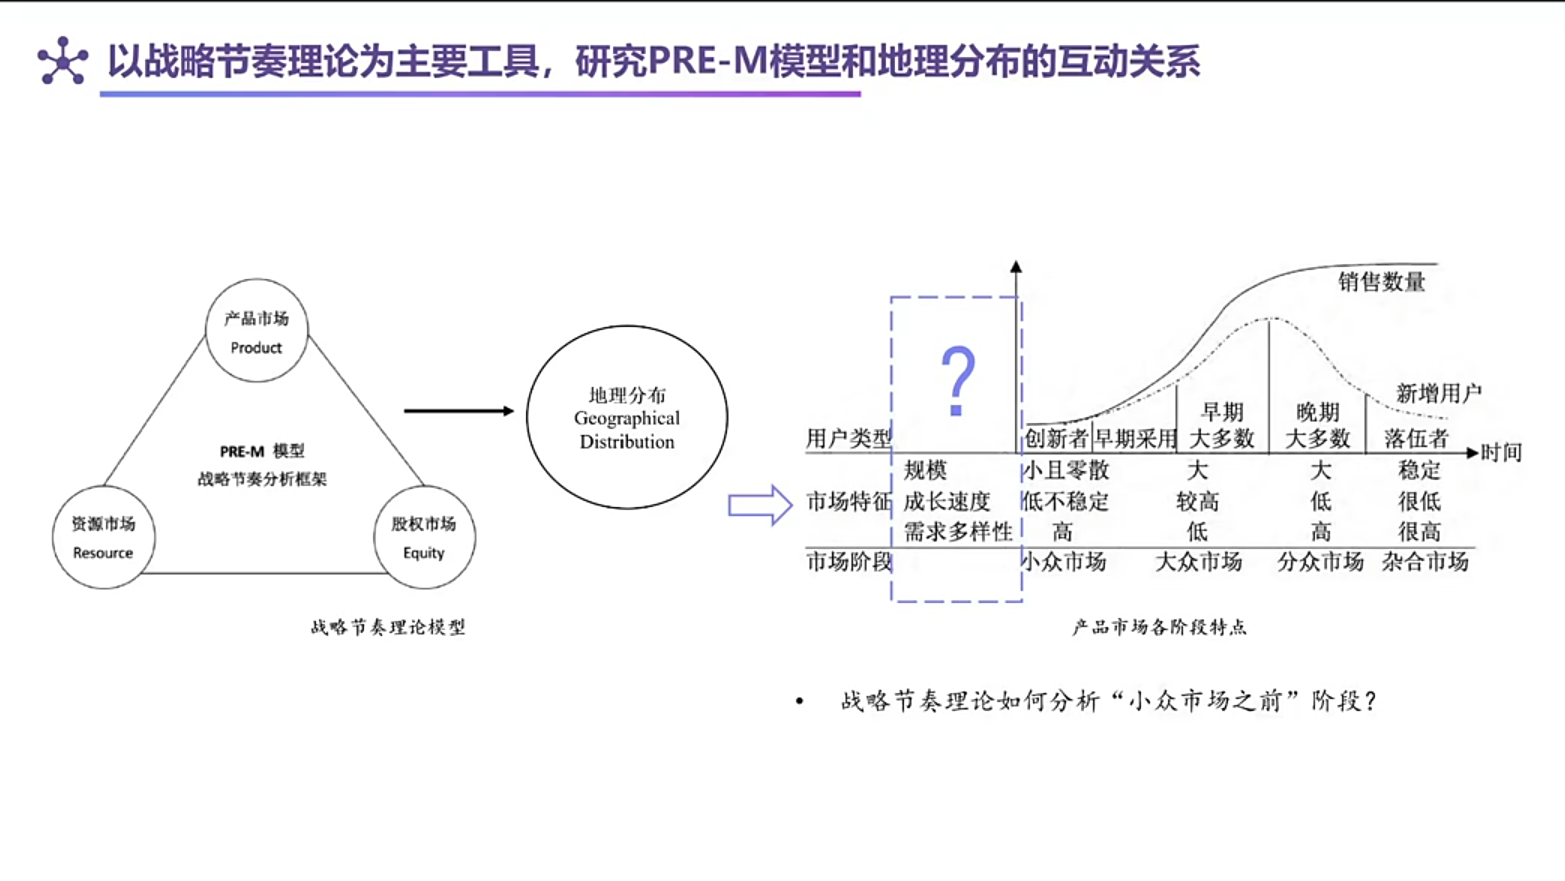 以战略节奏理论为主要工具，研究PRE-M模型和地理分布的互动关系
产品市场
Product
PRE-M 模型
战略节奏分析框架
资源市场
Resource
股权市场
Equity
战略节奏理论模型
地理分布
Geographical
Distribution
?
销售数量
新增用户
用户类型 创新者 早期采用 早期大多数 晚期大多数 落伍者 时间
市场特征
规模 小且零散 大 大 稳定
成长速度 低不稳定 较高 低 很低
需求多样性 高 低 高 很高
市场阶段 小众市场 大众市场 分众市场 杂合市场
产品市场各阶段特点
• 战略节奏理论如何分析“小众市场之前”阶段？